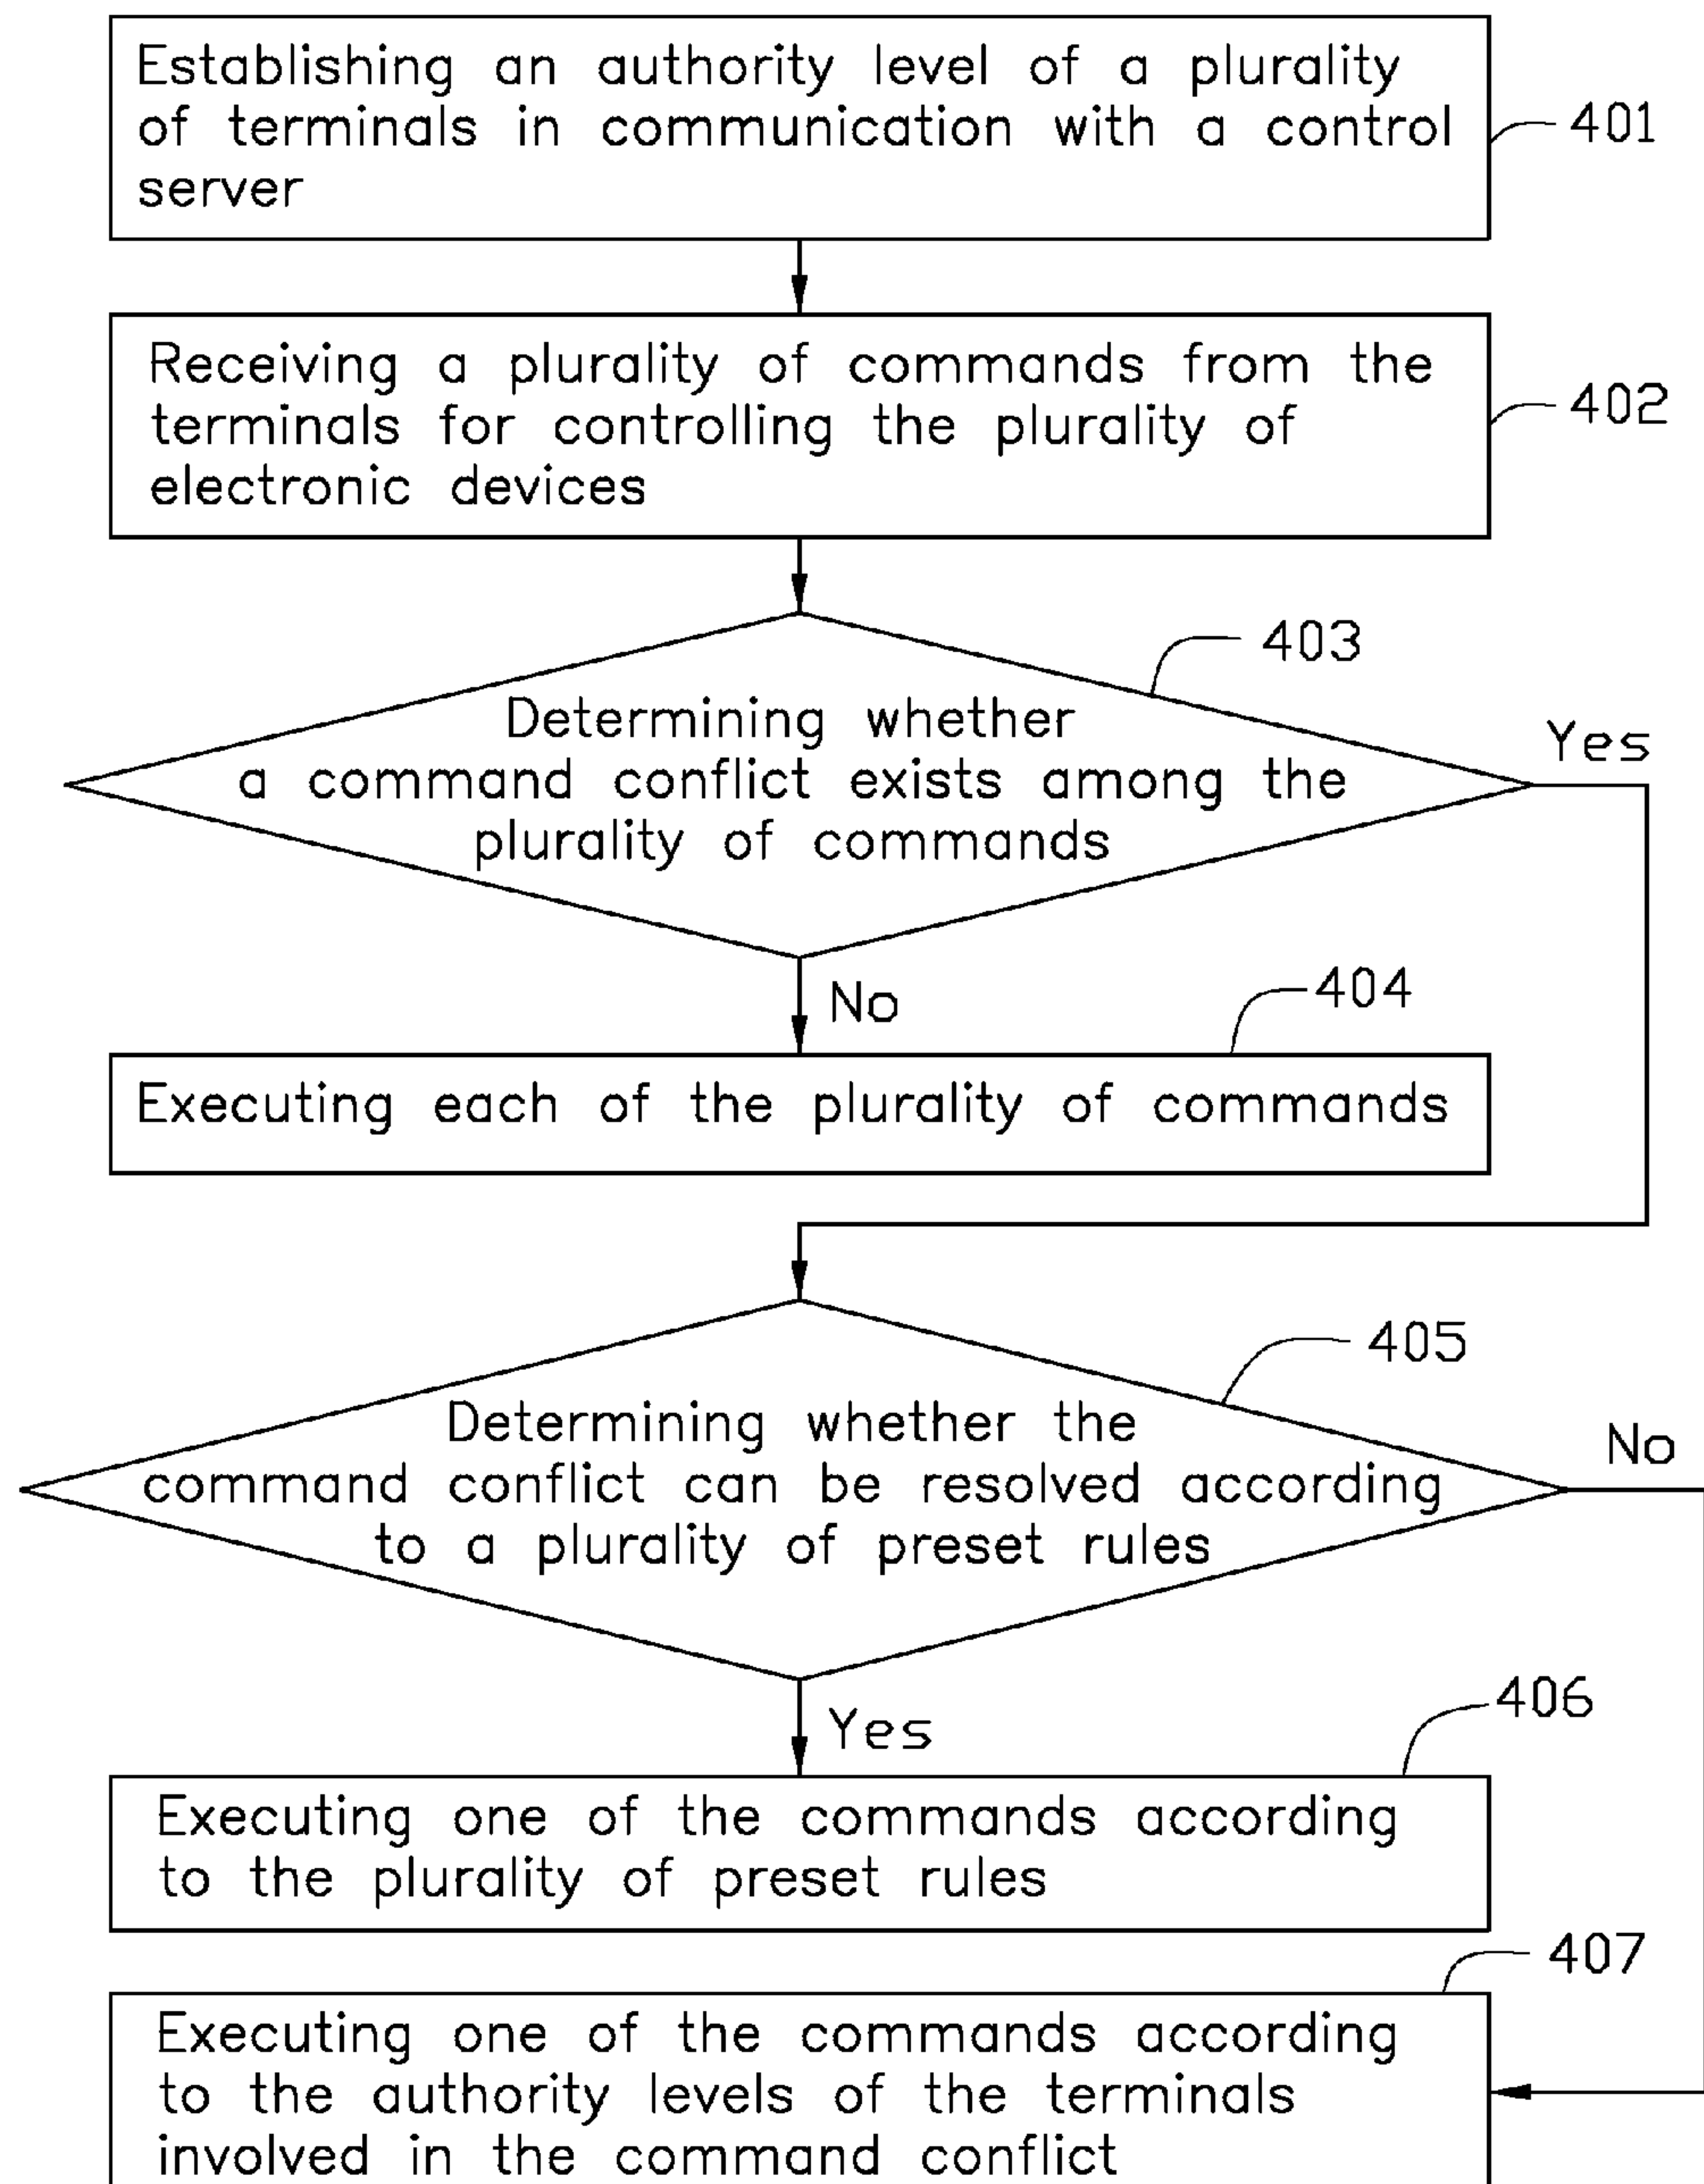 Establishing an authority level of a plurality
of terminals in communication with a control
server
401
Receiving a plurality of commands from the
terminals for controlling the plurality of
electronic devices
402
403
Determining whether
a command conflict exists among the
plurality of commands
Yes
No
404
Executing each of the plurality of commands
405
Determining whether the
command conflict can be resolved according
to a plurality of preset rules
No
Yes
406
Executing one of the commands according
to the plurality of preset rules
407
Executing one of the commands according
to the authority levels of the terminals
involved in the command conflict